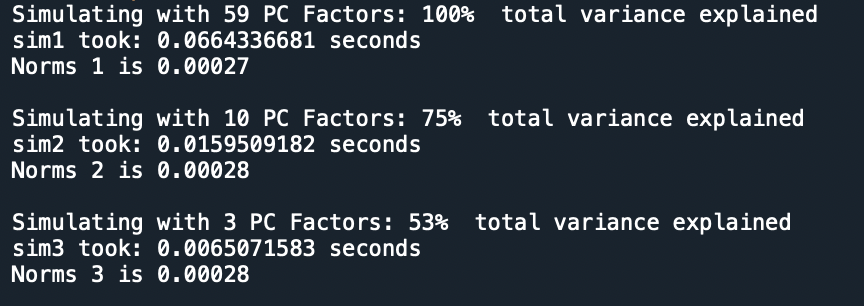 Simulating with 59 PC Factors: 100%  total variance explained
sim1 took: 0.0664336681 seconds
Norms 1 is 0.00027
Simulating with 10 PC Factors: 75%  total variance explained
sim2 took: 0.0159509182 seconds
Norms 2 is 0.00028
Simulating with 3 PC Factors: 53%  total variance explained
sim3 took: 0.0065071583 seconds
Norms 3 is 0.00028